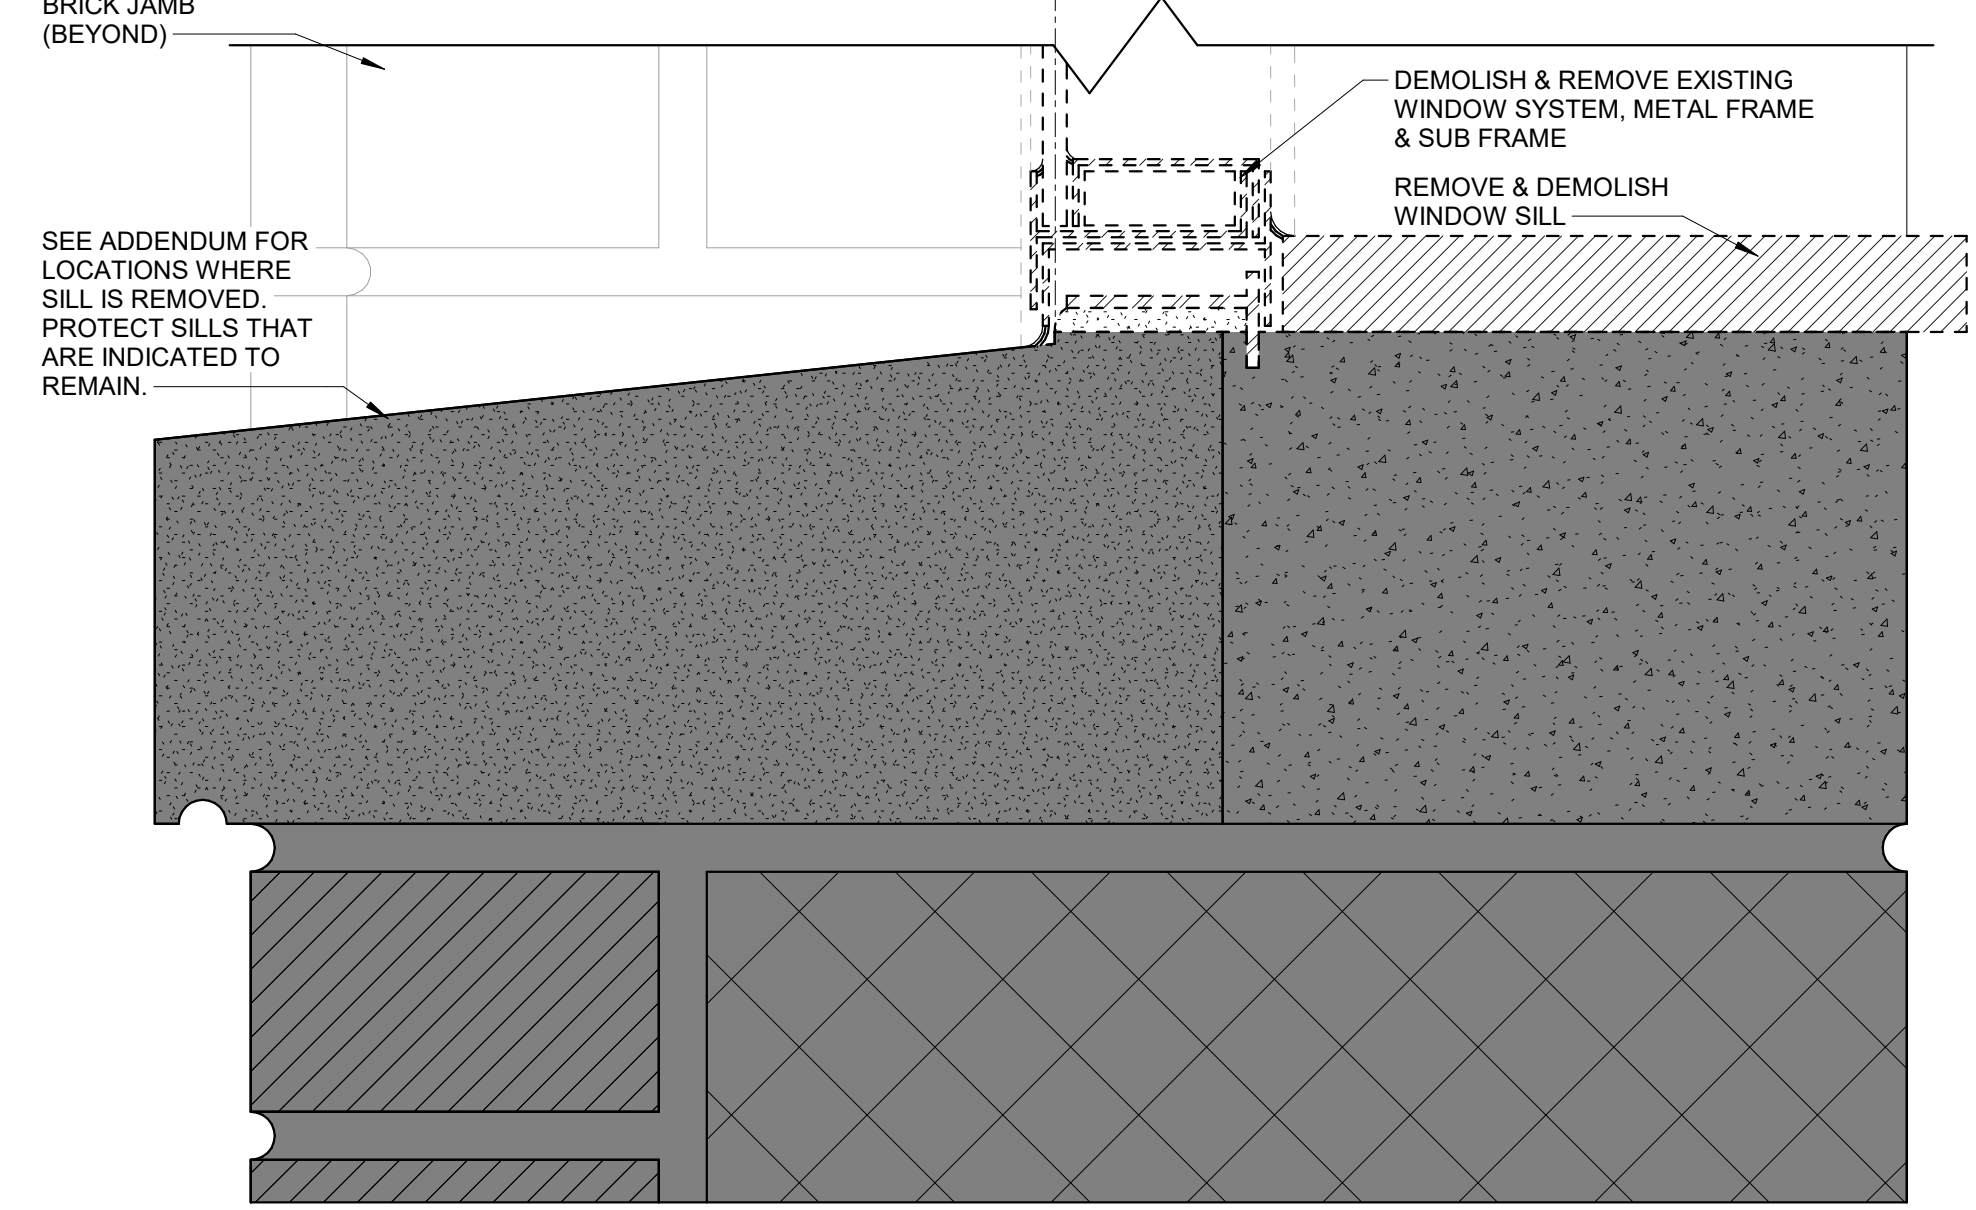 BRICK JAMB
(BEYOND)
DEMOLISH & REMOVE EXISTING
WINDOW SYSTEM, METAL FRAME
& SUB FRAME
REMOVE & DEMOLISH
WINDOW SILL
SEE ADDENDUM FOR
LOCATIONS WHERE
SILL IS REMOVED.
PROTECT SILLS THAT
ARE INDICATED TO
REMAIN.